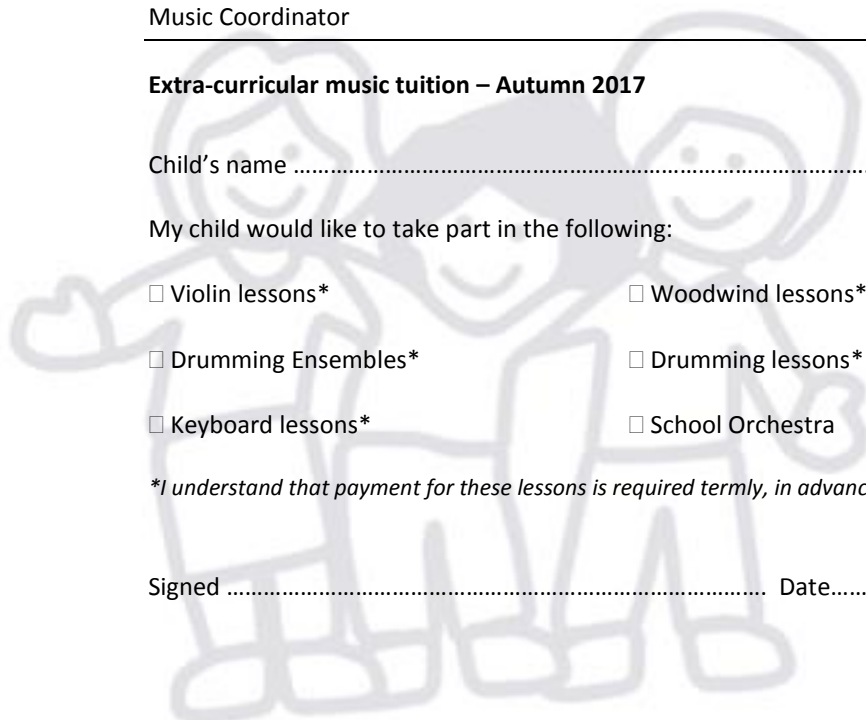 Music Coordinator
Extra-curricular music tuition – Autumn 2017
Child’s name ……………………………………………………………………………………
My child would like to take part in the following:
□ Violin lessons* □ Woodwind lessons*
□ Drumming Ensembles* □ Drumming lessons*
□ Keyboard lessons* □ School Orchestra
*I understand that payment for these lessons is required termly, in
Signed ……………………………………………………………………………. Date……